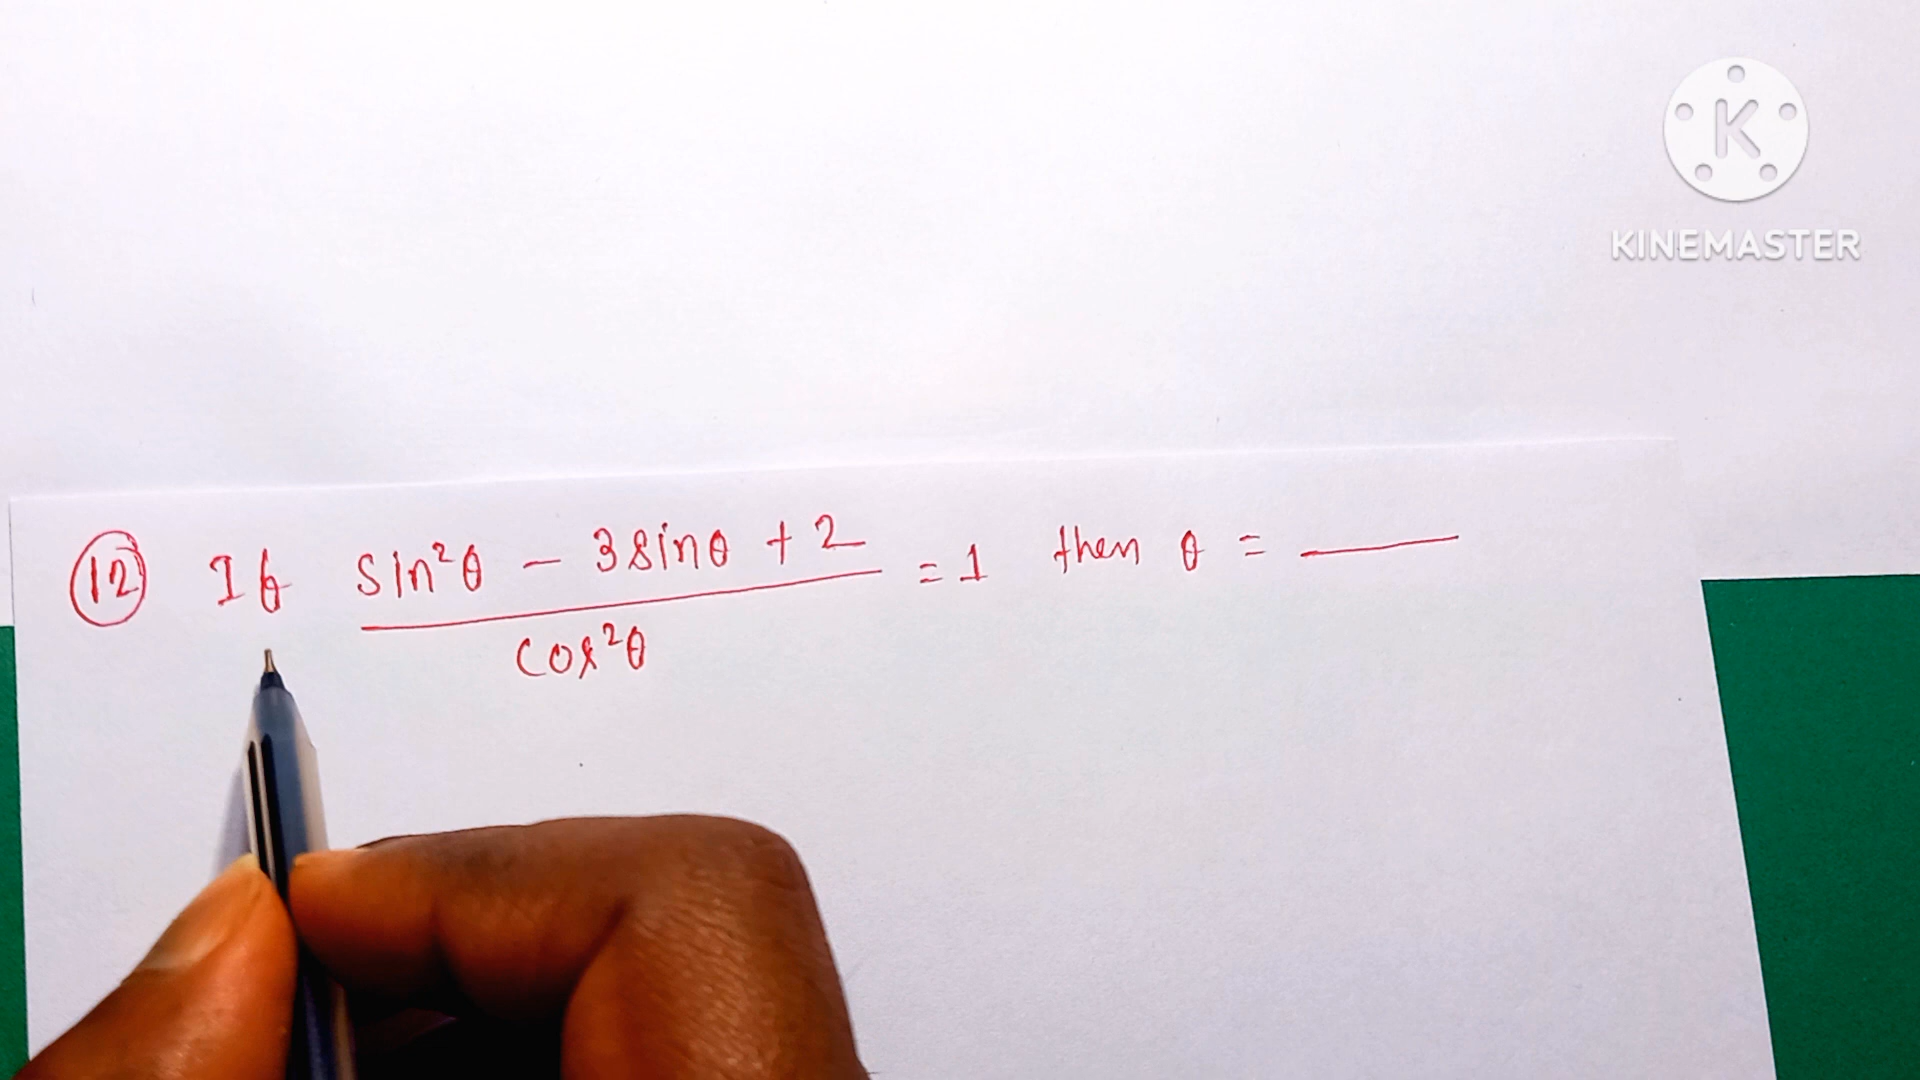 K
KINEMASTER
(12) If sin²θ - 3sinθ + 2 / cos²θ = 1 then θ = ____